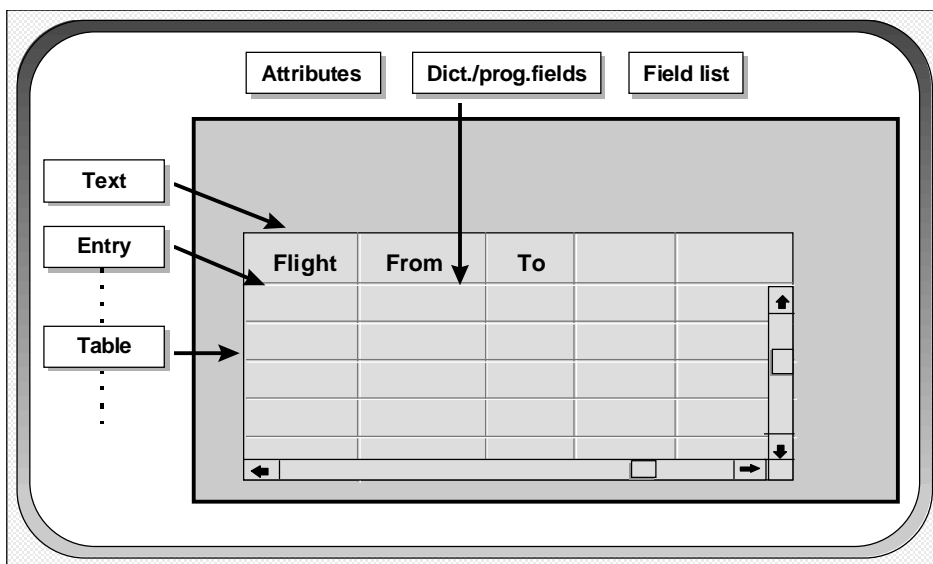 Attributes Dict./prog.fields Field list
Text
Entry
Flight From To
Table